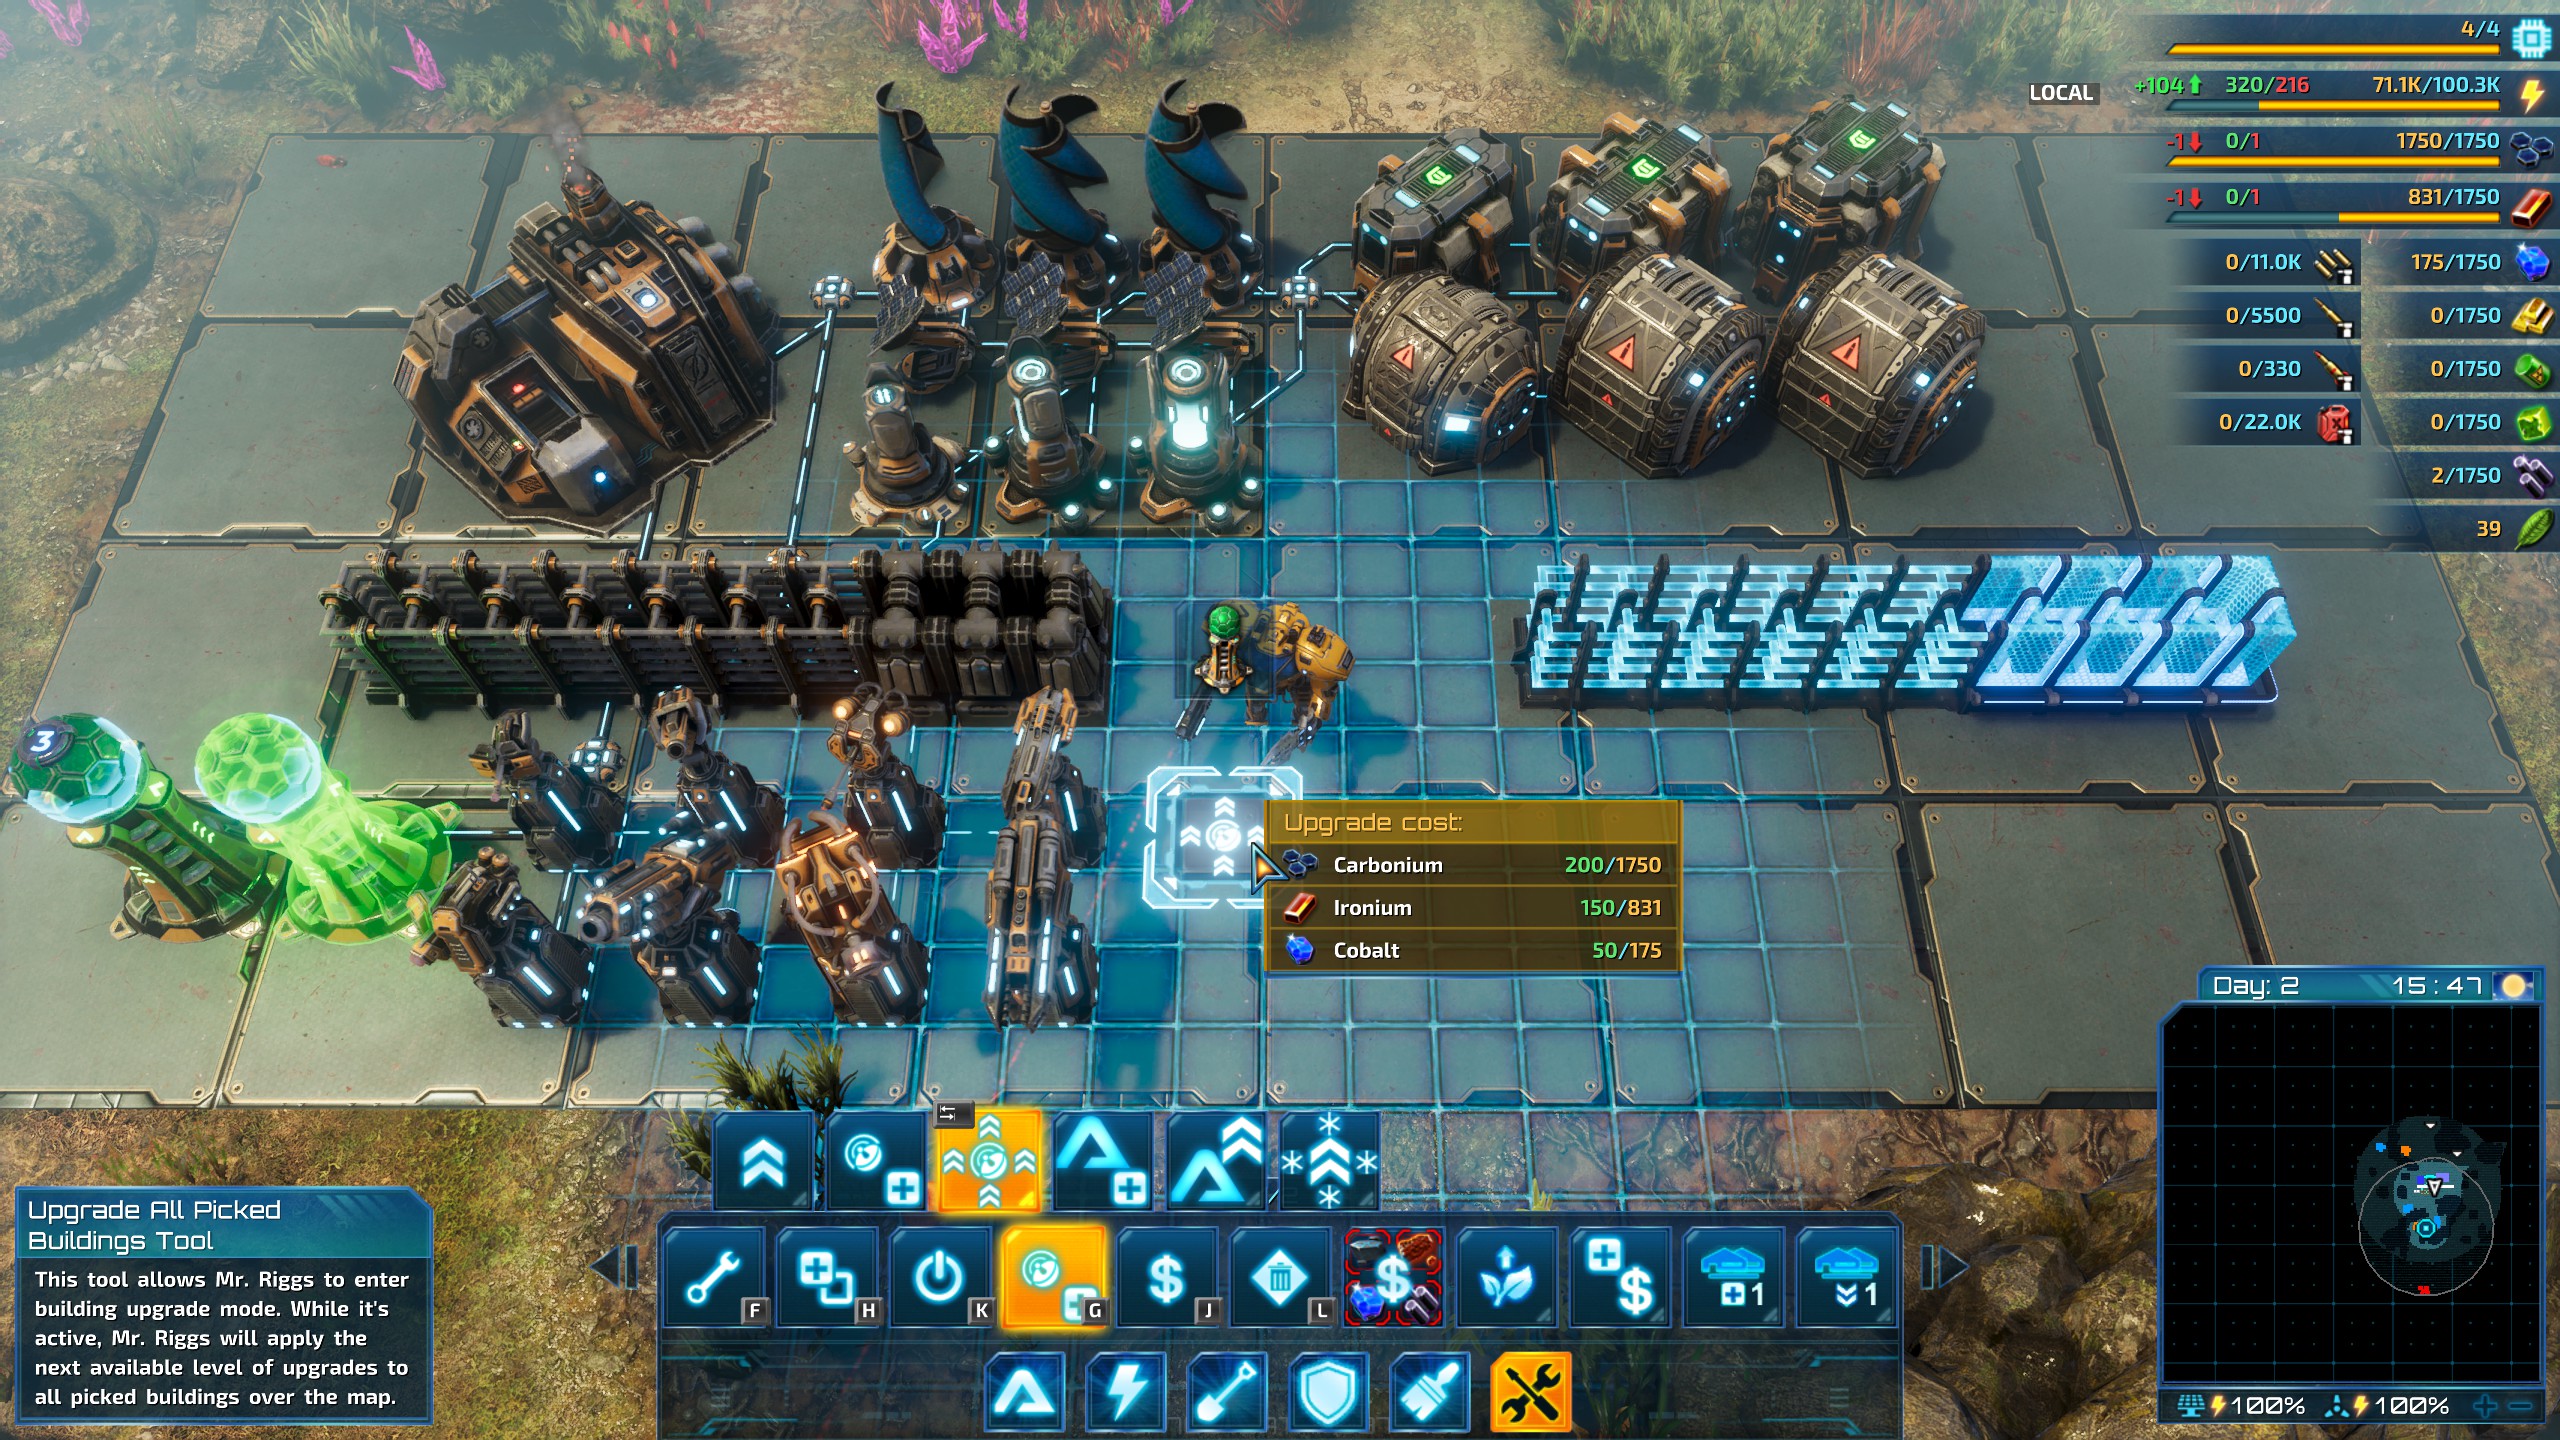 4/4
LOCAL
+104 320/216 71.1K/100.3K
-1 0/1 1750/1750
-1 0/1 831/1750
0/11.0K 175/1750
0/5500 0/1750
0/330 0/1750
0/22.0K 0/1750
2/1750
39
3
Upgrade cost:
Carbonium 200/1750
Ironium 150/831
Cobalt 50/175
Day: 2 15:47
Upgrade All Picked
Buildings Tool
This tool allows Mr. Riggs to enter
building upgrade mode. While it's
active, Mr. Riggs will apply the
next available level of upgrades to
all picked buildings over the map.
F H K G $ J L $ $ 1 1
100% 100%